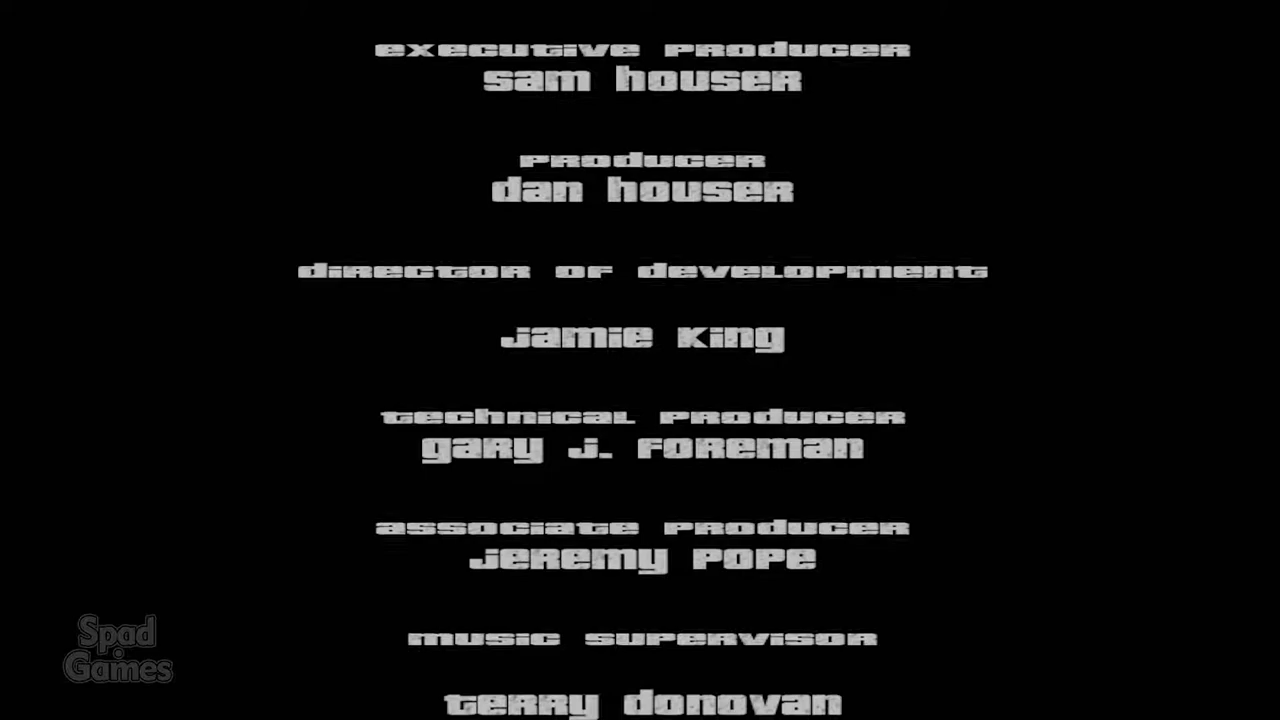 executive producer
sam houser
producer
dan houser
director of development
jamie king
technical producer
gary j. foreman
associate producer
jeremy pope
music supervisor
terry donovan
Spad
Games